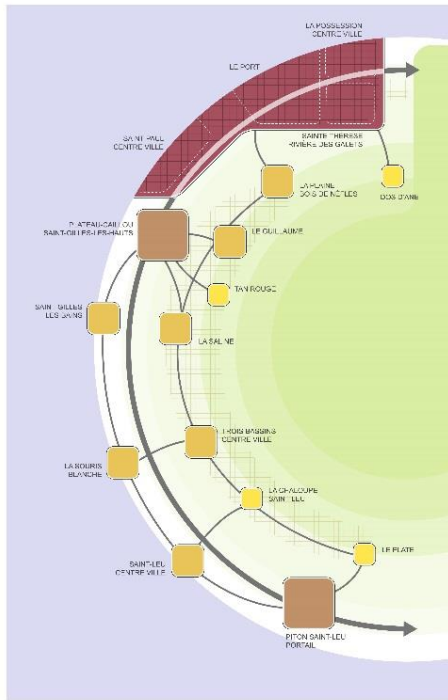 LA POSSESSION
CENTRE VILLE
LE PORT
SAINT PAUL
CENTRE VILLE
SAINTE THERESE
RIVIÈRE DES GALETS
LA PLAINE
BOIS DE NÈFLES
DOS D'ANE
PLATEAU-CAILLOU
SAINT-GILLES-LES-HAUTS
LE GUILLAUME
TAN ROUGE
SAINT-GILLES
LES BAINS
LA SALINE
TROIS BASSINS
CENTRE VILLE
LA SOURIS
BLANCHE
LA CHALOUPE
SAINT-LEU
LE PLATE
SAINT-LEU
CENTRE VILLE
PITON SAINT-LEU
PORTAIL